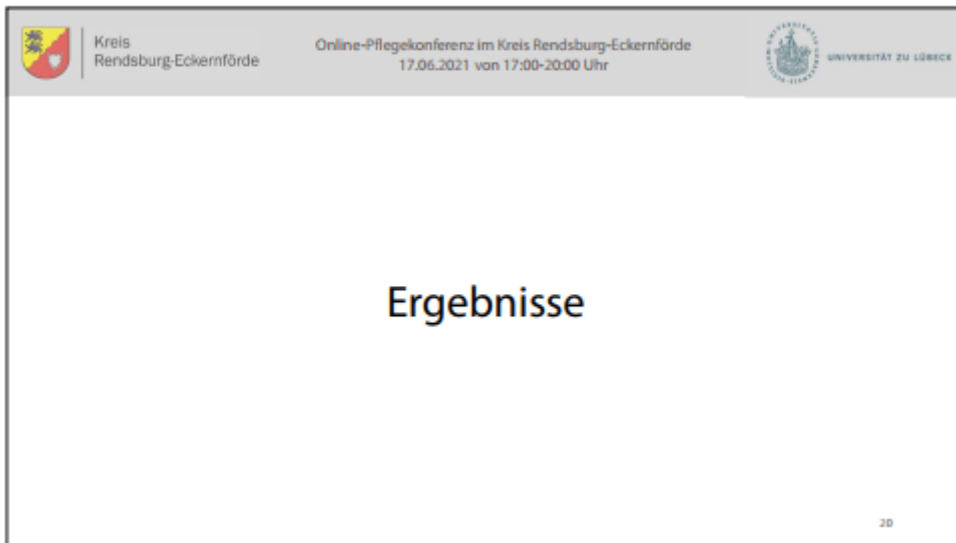 Kreis
Rendsburg-Eckernförde
Online-Pflegekonferenz im Kreis Rendsburg-Eckernförde
17.06.2021 von 17:00-20:00 Uhr
UNIVERSITÄT ZU LÜBECK
Ergebnisse
20